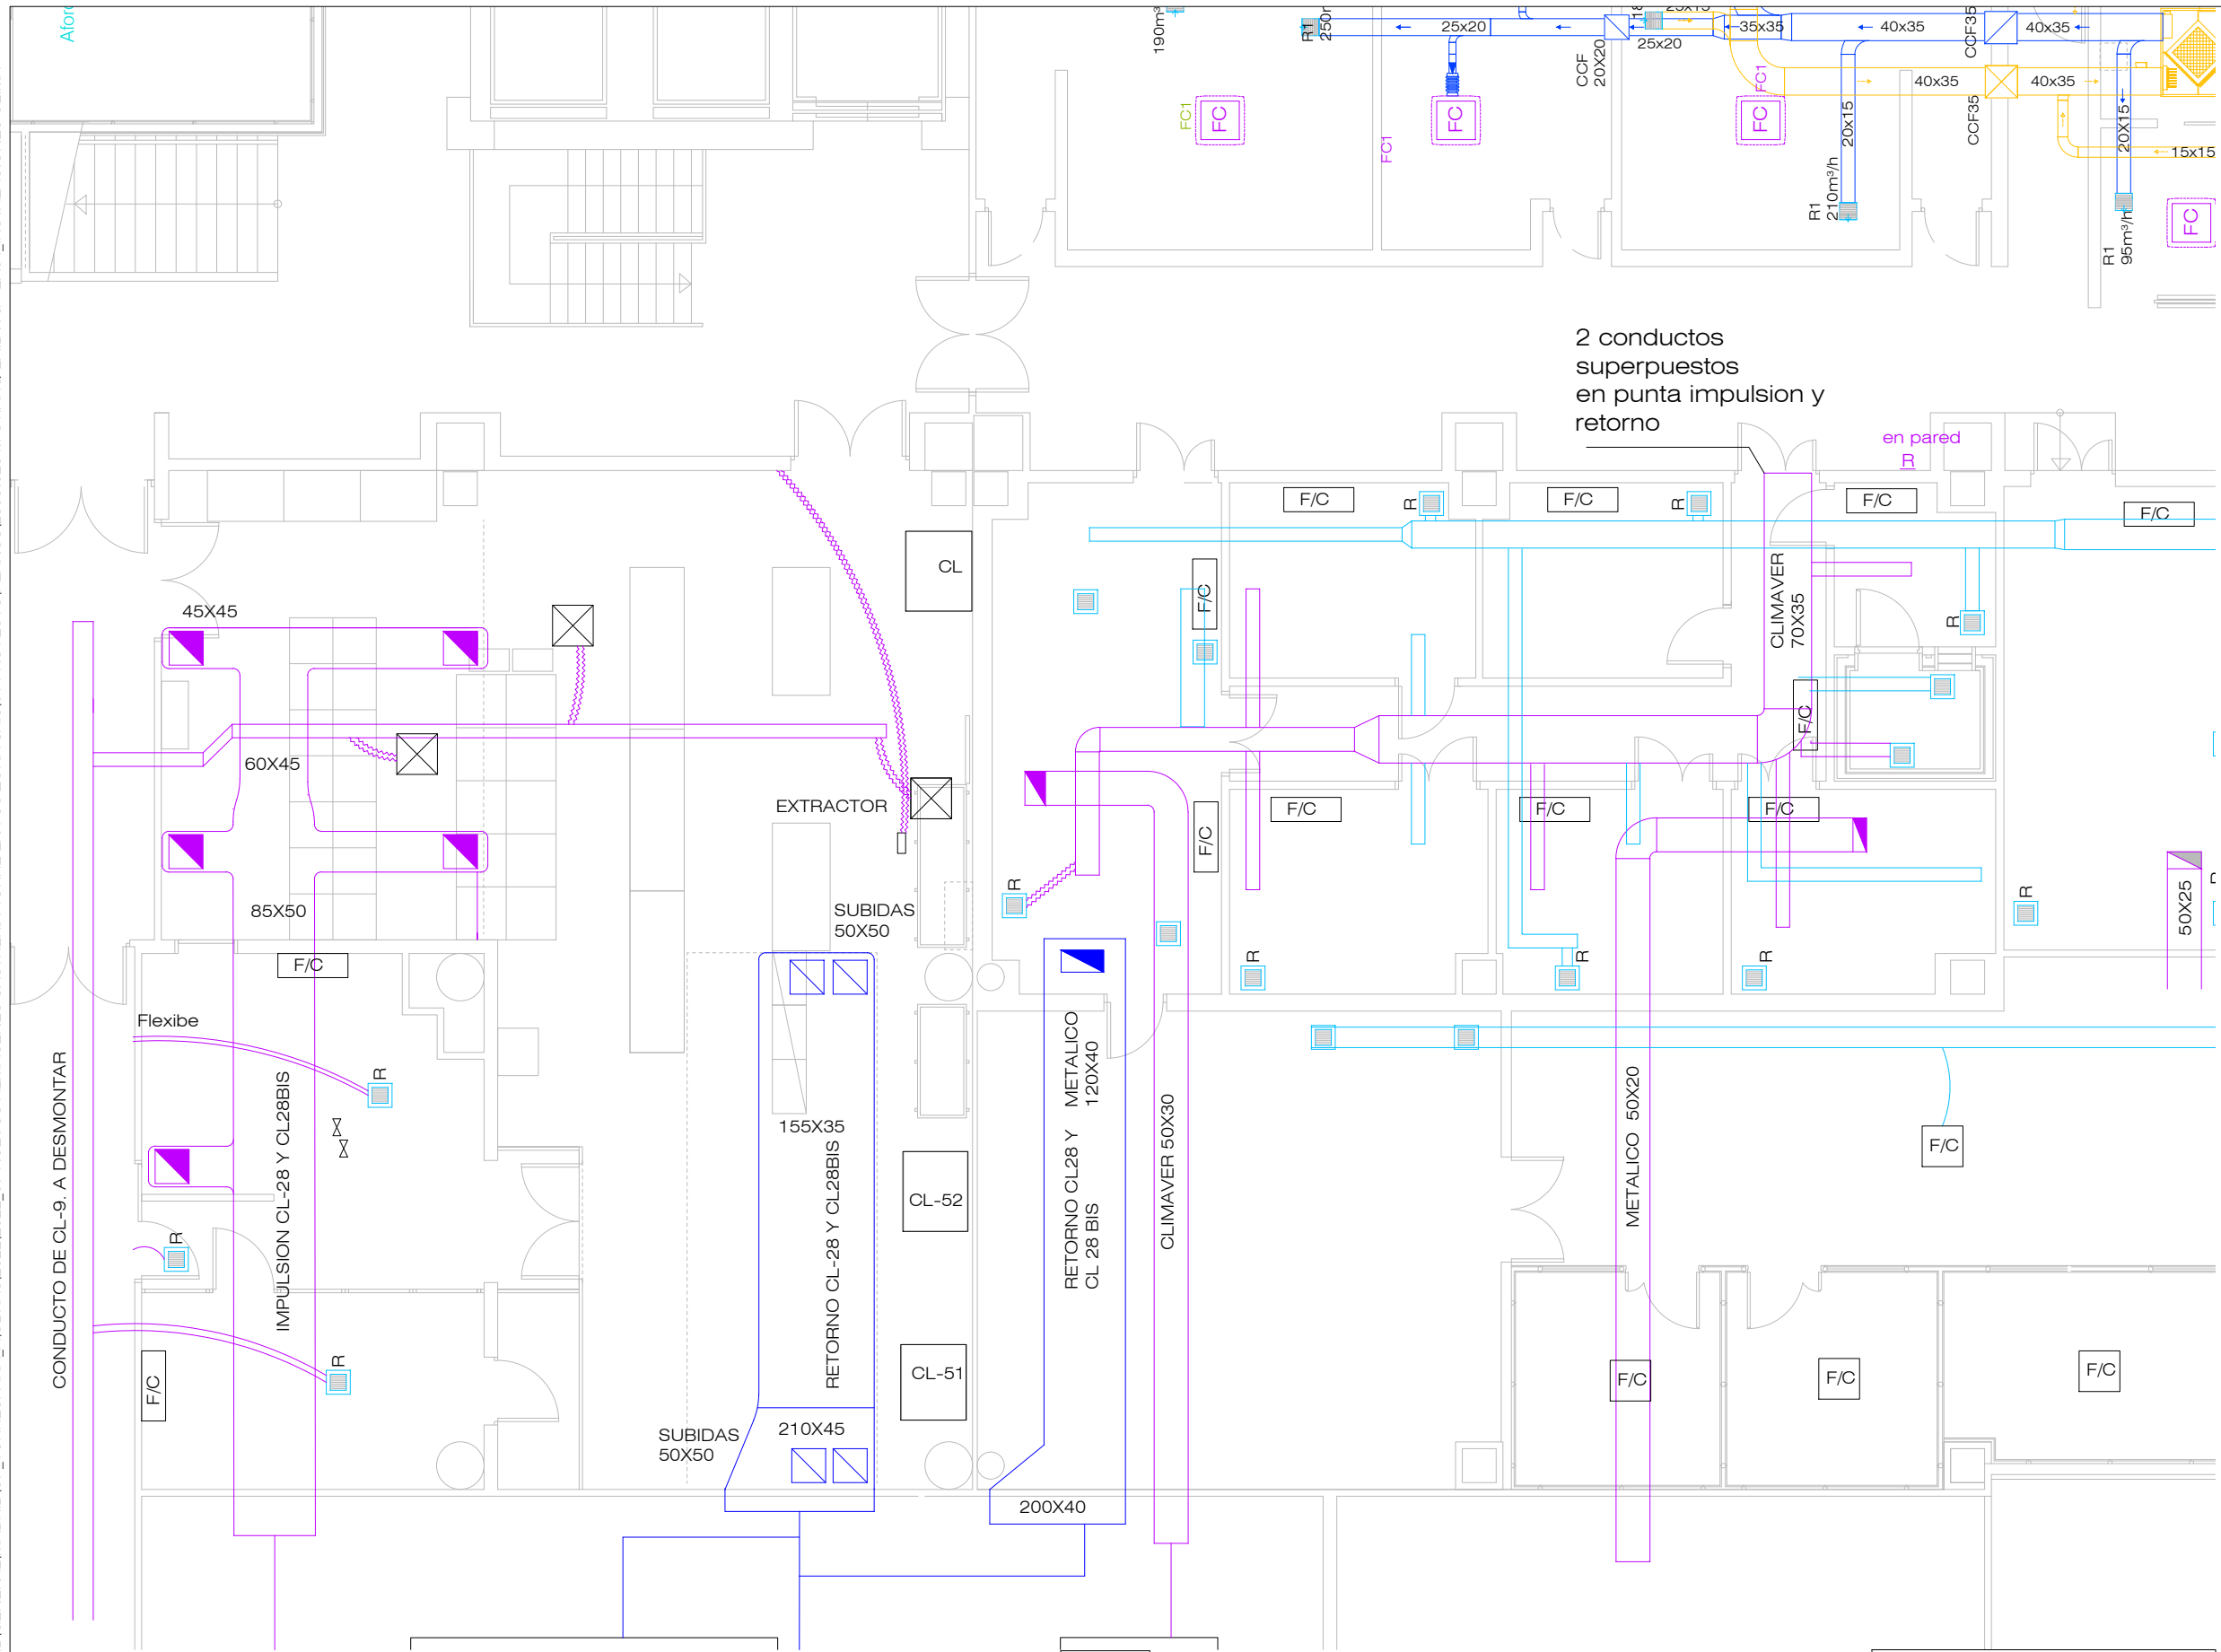 Aforo
190m³
R1
250m
25x20
CCF
20X20
25x15
25x20
35x35
40x35
CCF35
40x35
40x35
40x35
CCF35
FC1
FC
FC1
FC
FC1
FC
20x15
R1
210m³/h
20X15
15x15
R1
95m³/h
FC
2 conductos
superpuestos
en punta impulsion y
retorno
en pared
R
F/C
R
F/C
R
F/C
F/C
CL
F/C
CLIMAVER
70X35
R
45X45
60X45
F/C
EXTRACTOR
F/C
F/C
F/C
F/C
85X50
SUBIDAS
50X50
R
R
50X25
F/C
R
R
R
Flexibe
R
CONDUCTO DE CL-9. A DESMONTAR
IMPULSION CL-28 Y CL28BIS
155X35
RETORNO CL-28 Y CL28BIS
RETORNO CL28 Y METALICO
CL 28 BIS 120X40
CLIMAVER 50X30
METALICO 50X20
F/C
CL-52
R
R
F/C
CL-51
F/C
F/C
F/C
SUBIDAS
50X50
210X45
200X40